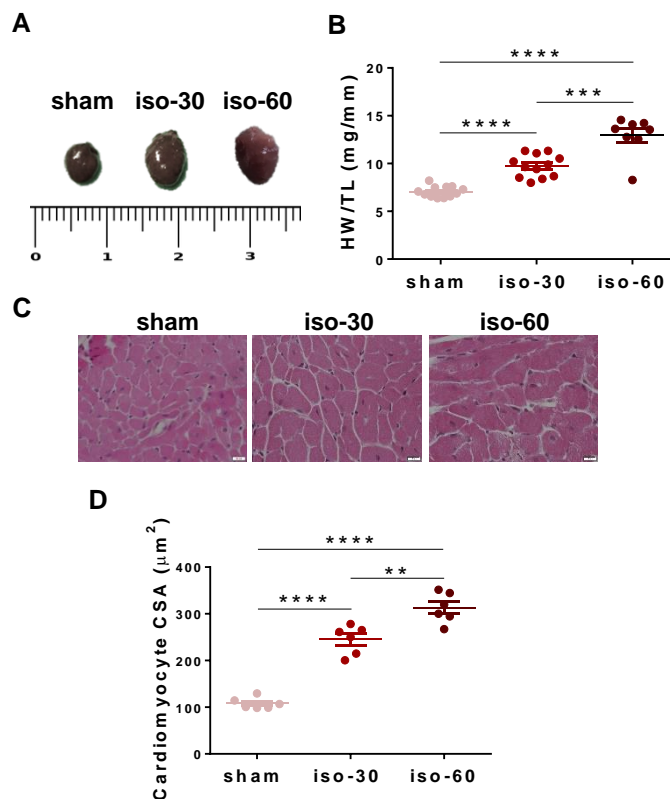 A
sham iso-30 iso-60
0 1 2 3
B
HW/TL (mg/mm)
20
15
10
5
0
****
****
***
sham iso-30 iso-60
C
sham iso-30 iso-60
D
Cardiomyocyte CSA (μm²)
400
300
200
100
0
****
****
**
sham iso-30 iso-60